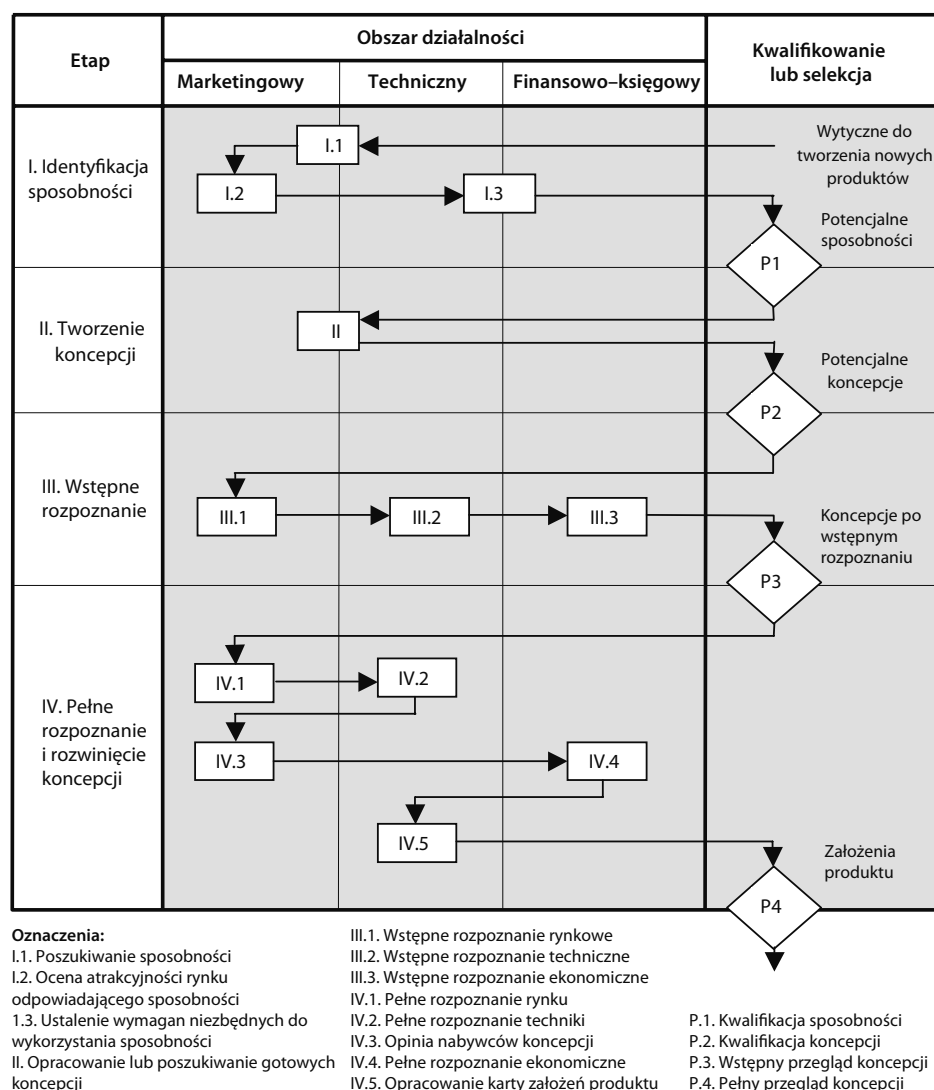 Etap
Obszar działalności
Kwalifikowanie
lub selekcja
Marketingowy
Techniczny
Finansowo–księgowy
I. Identyfikacja
sposobności
I.1
I.2
I.3
Wytyczne do
tworzenia nowych
produktów
Potencjalne
sposobności
P1
II. Tworzenie
koncepcji
II
Potencjalne
koncepcje
P2
III. Wstępne
rozpoznanie
III.1
III.2
III.3
Koncepcje po
wstępnym
rozpoznaniu
P3
IV. Pełne
rozpoznanie
i rozwinięcie
koncepcji
IV.1
IV.2
IV.3
IV.4
IV.5
Założenia
produktu
P4
Oznaczenia:
I.1. Poszukiwanie sposobności
I.2. Ocena atrakcyjności rynku
odpowiadającego sposobności
1.3. Ustalenie wymagan niezbędnych do
wykorzystania sposobności
II. Opracowanie lub poszukiwanie gotowych
koncepcji
III.1. Wstępne rozpoznanie rynkowe
III.2. Wstępne rozpoznanie techniczne
III.3. Wstępne rozpoznanie ekonomiczne
IV.1. Pełne rozpoznanie rynku
IV.2. Pełne rozpoznanie techniki
IV.3. Opinia nabywców koncepcji
IV.4. Pełne rozpoznanie ekonomiczne
IV.5. Opracowanie karty założeń produktu
P.1. Kwalifikacja sposobności
P.2. Kwalifikacja koncepcji
P.3. Wstępny przegląd koncepcji
P.4. Pełny przegląd koncepcji